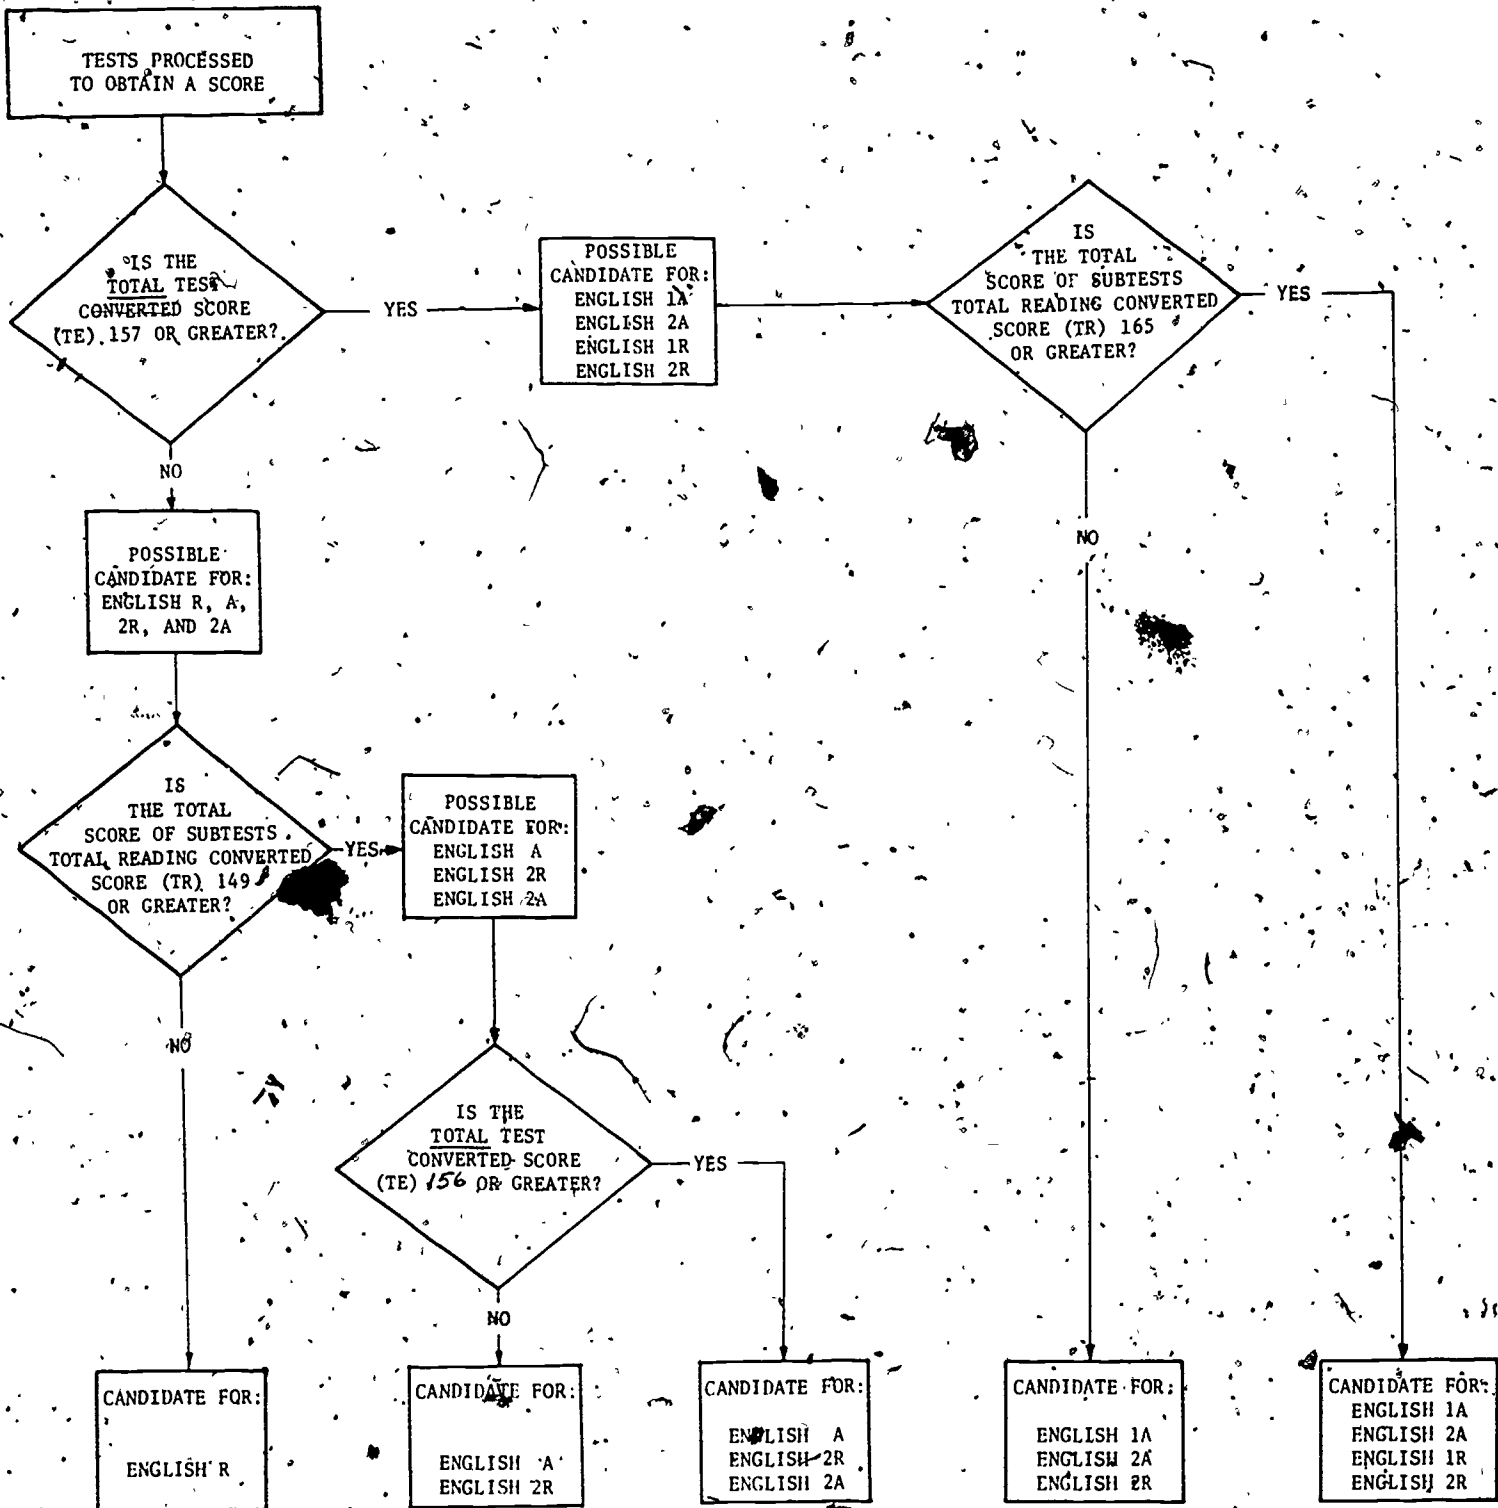 TESTS PROCESSED
TO OBTAIN A SCORE
IS THE
TOTAL TEST
CONVERTED SCORE
(TE) 157 OR GREATER?
YES
POSSIBLE
CANDIDATE FOR:
ENGLISH 1A
ENGLISH 2A
ENGLISH 1R
ENGLISH 2R
IS
THE TOTAL
SCORE OF SUBTESTS
TOTAL READING CONVERTED
SCORE (TR) 165
OR GREATER?
YES
NO
NO
POSSIBLE
CANDIDATE FOR:
ENGLISH R, A,
2R, AND 2A
IS
THE TOTAL
SCORE OF SUBTESTS
TOTAL READING CONVERTED
SCORE (TR) 149
OR GREATER?
YES
POSSIBLE
CANDIDATE FOR:
ENGLISH A
ENGLISH 2R
ENGLISH 2A
NO
IS THE
TOTAL TEST
CONVERTED SCORE
(TE) 156 OR GREATER?
YES
NO
CANDIDATE FOR:
ENGLISH R
CANDIDATE FOR:
ENGLISH A
ENGLISH 2R
CANDIDATE FOR:
ENGLISH A
ENGLISH 2R
ENGLISH 2A
CANDIDATE FOR:
ENGLISH 1A
ENGLISH 2A
ENGLISH 2R
CANDIDATE FOR:
ENGLISH 1A
ENGLISH 2A
ENGLISH 1R
ENGLISH 2R